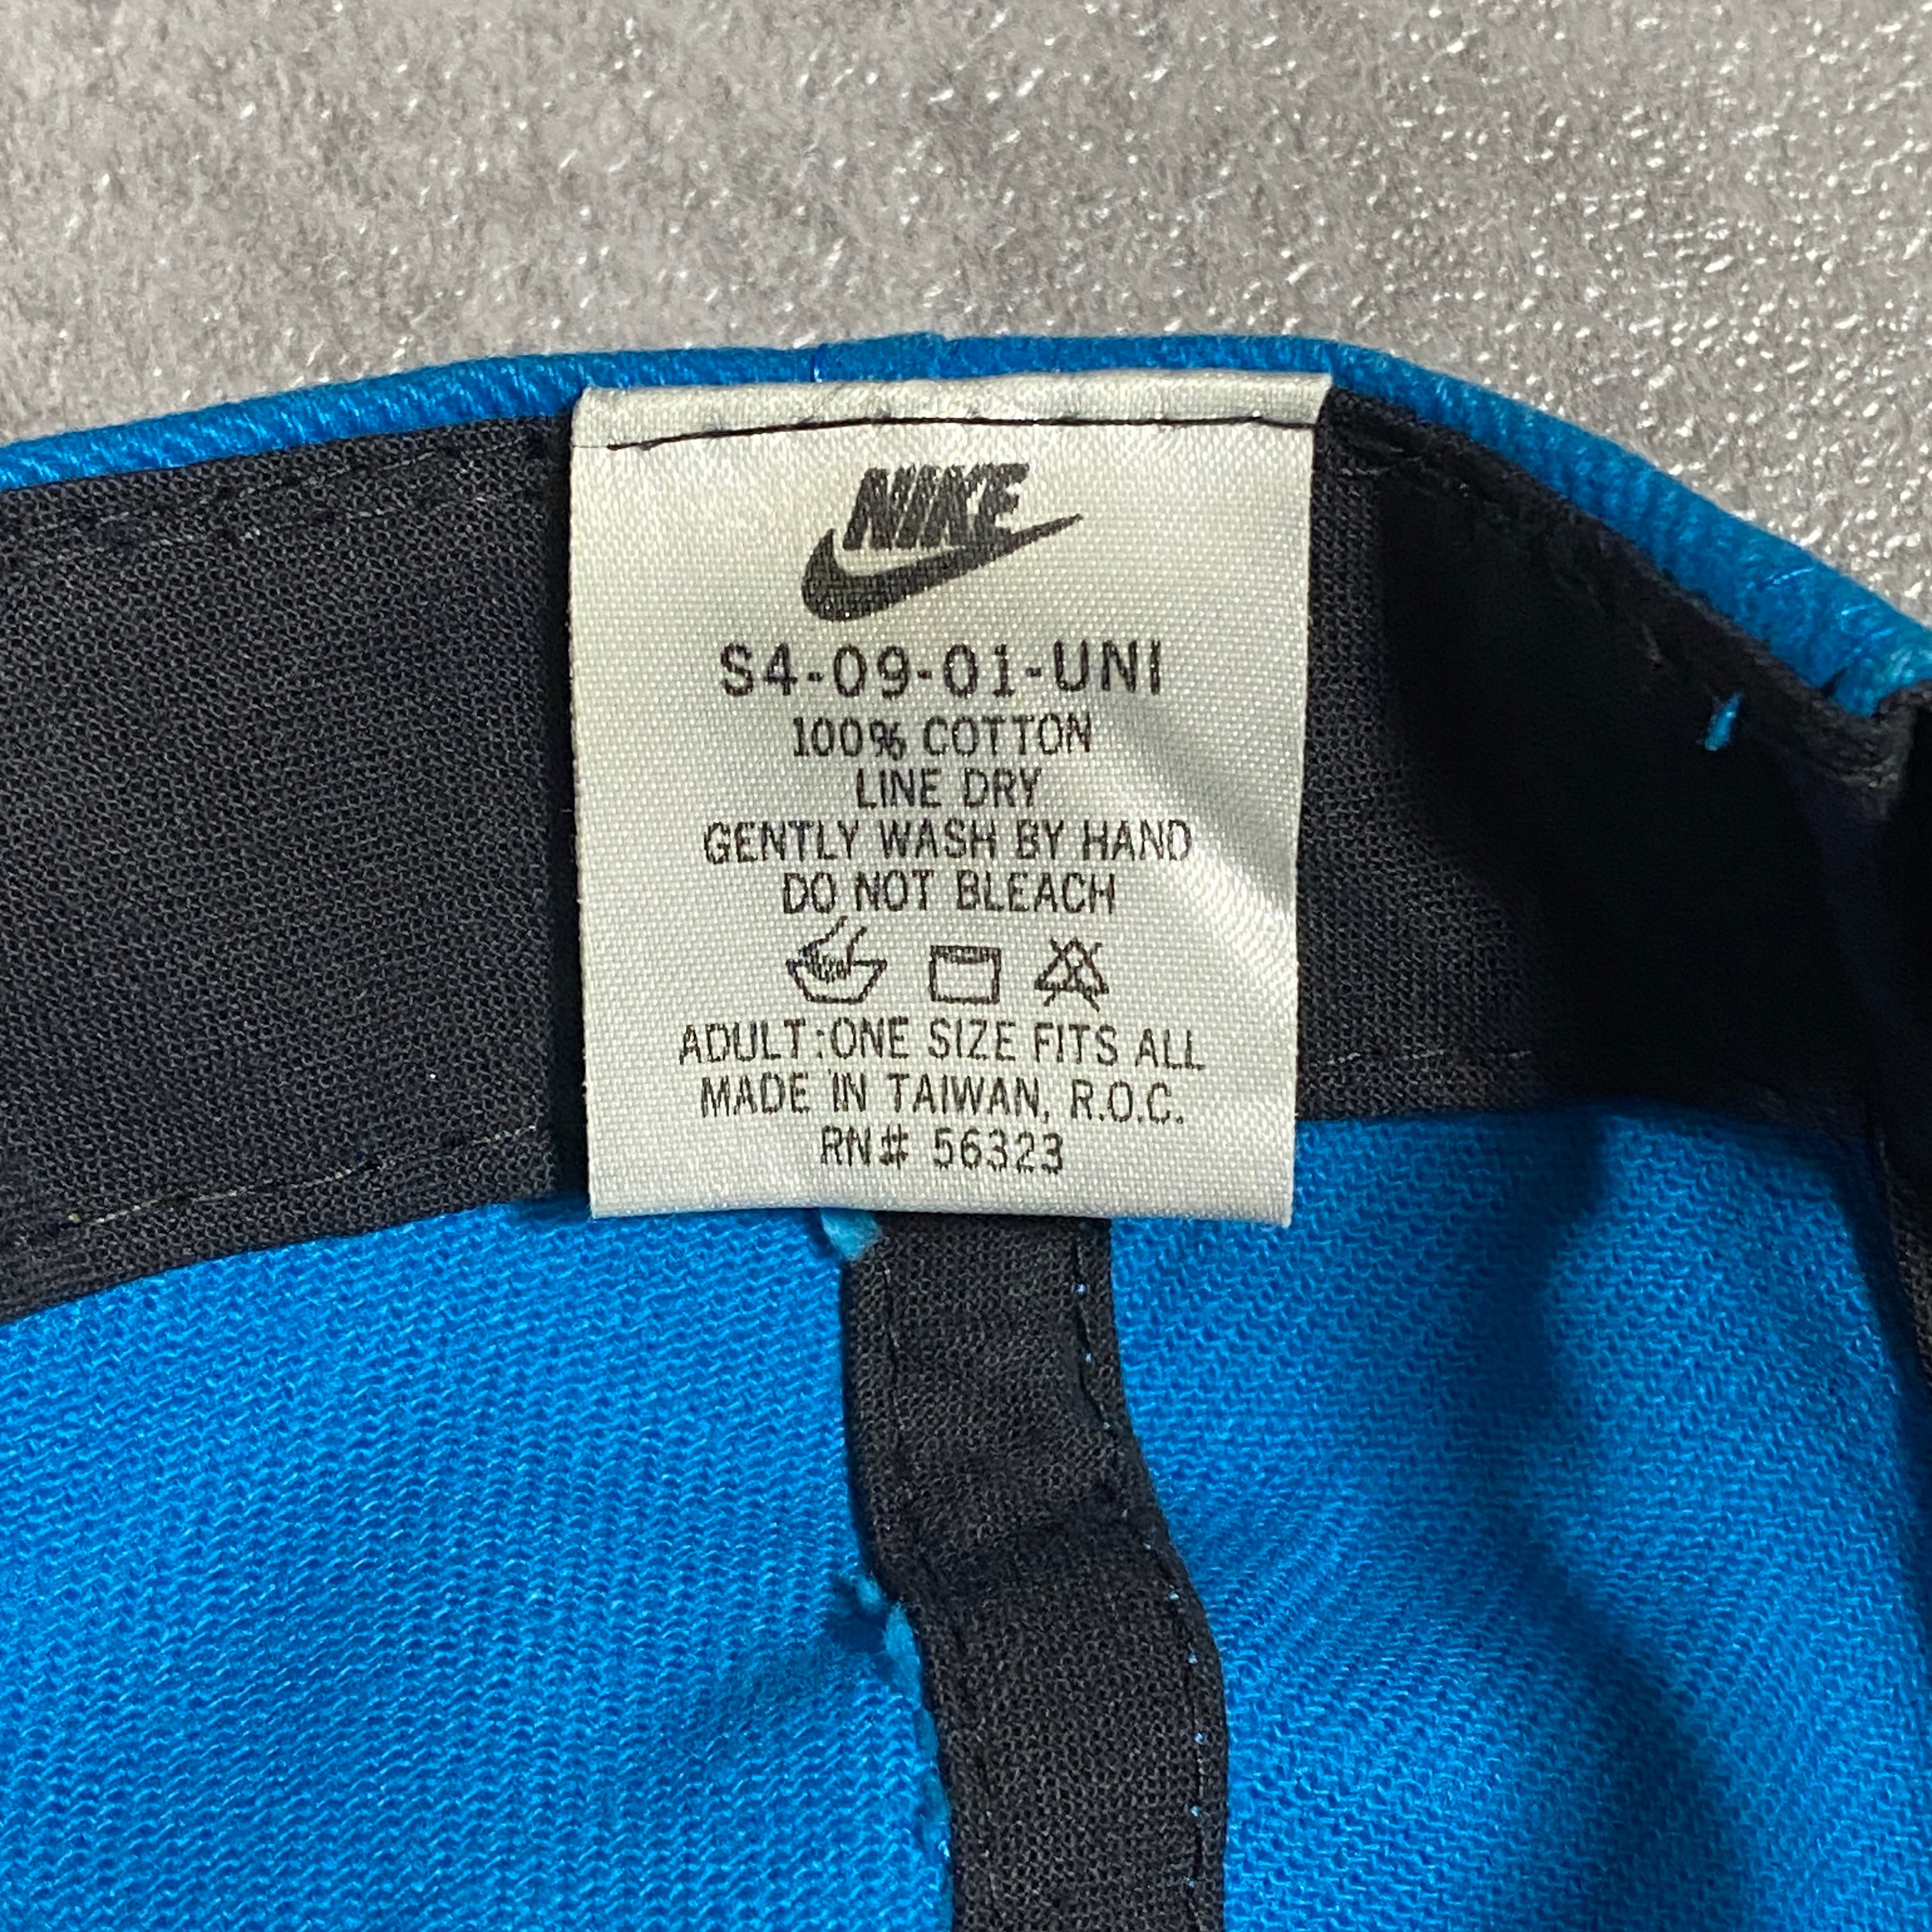 NIKE
S4-09-01-UNI
100% COTTON
LINE DRY
GENTLY WASH BY HAND
DO NOT BLEACH
ADULT:ONE SIZE FITS ALL
MADE IN TAIWAN, R.O.C.
RN# 56323